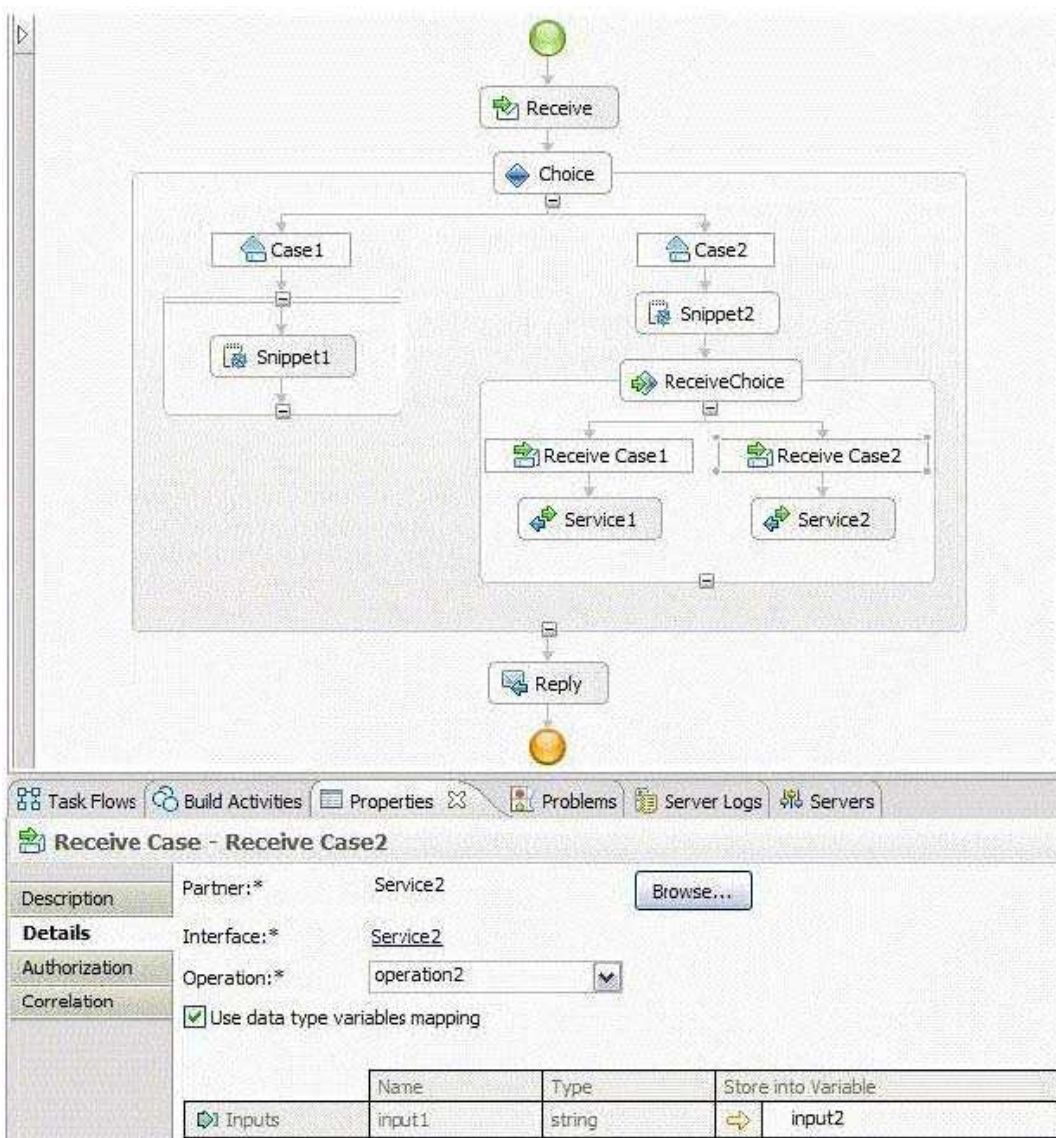 Receive
Choice
Case1
Case2
Snippet2
Snippet1
ReceiveChoice
Receive Case1
Receive Case2
Service1
Service2
Reply
Task Flows Build Activities Properties Problems Server Logs Servers
Receive Case - Receive Case2
Description
Details
Authorization
Correlation
Partner:* Service2 Browse...
Interface:* Service2
Operation:* operation2
Use data type variables mapping
Name Type Store into Variable
Inputs input1 string input2